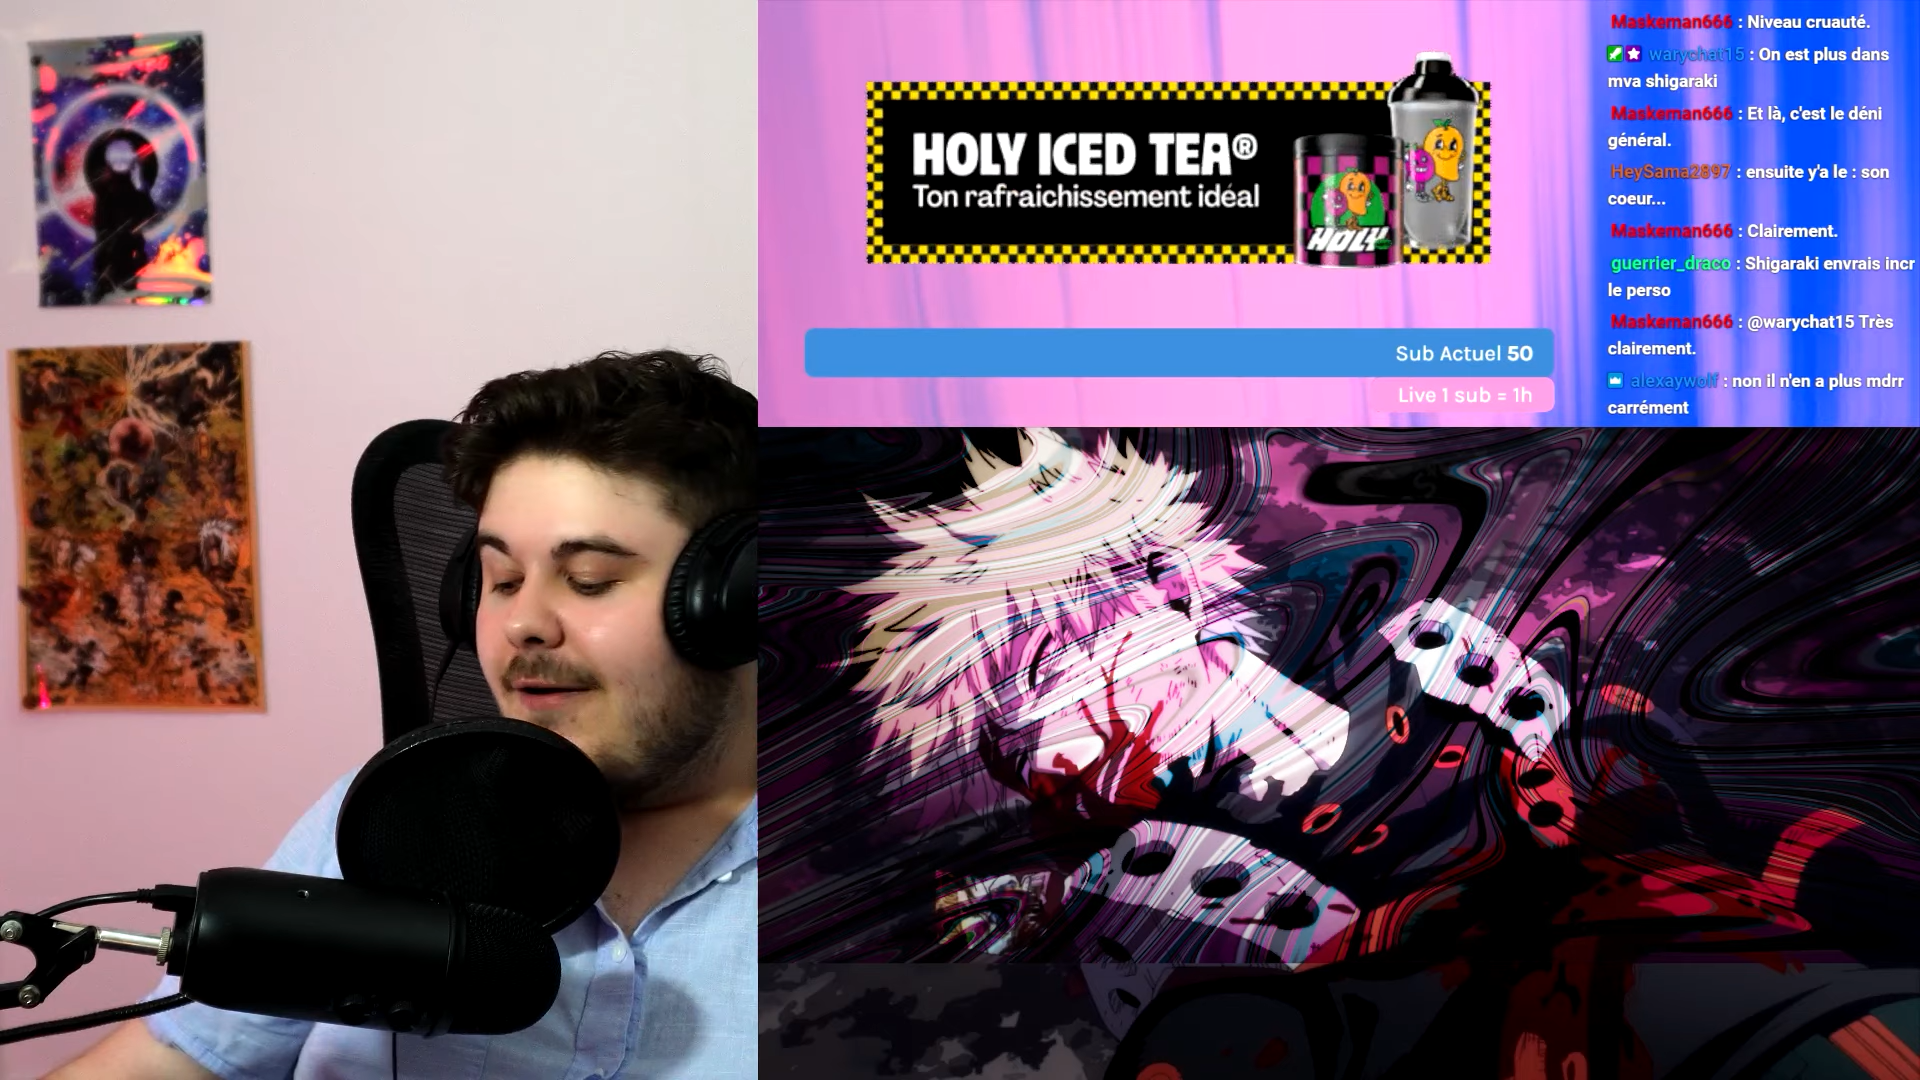 HOLY ICED TEA®
Ton rafraichissement idéal
HOLY
Sub Actuel 50
Live 1 sub = 1h
Maskeman666 : Niveau cruauté.
warychat15 : On est plus dans
mva shigaraki
Maskeman666 : Et là, c'est le déni
général.
HeySama2897 : ensuite y'a le : son
coeur...
Maskeman666 : Clairement.
guerrier_draco : Shigaraki envrais incr
le perso
Maskeman666 : @warychat15 Très
clairement.
alexaywolf : non il n'en a plus mdrr
carrément